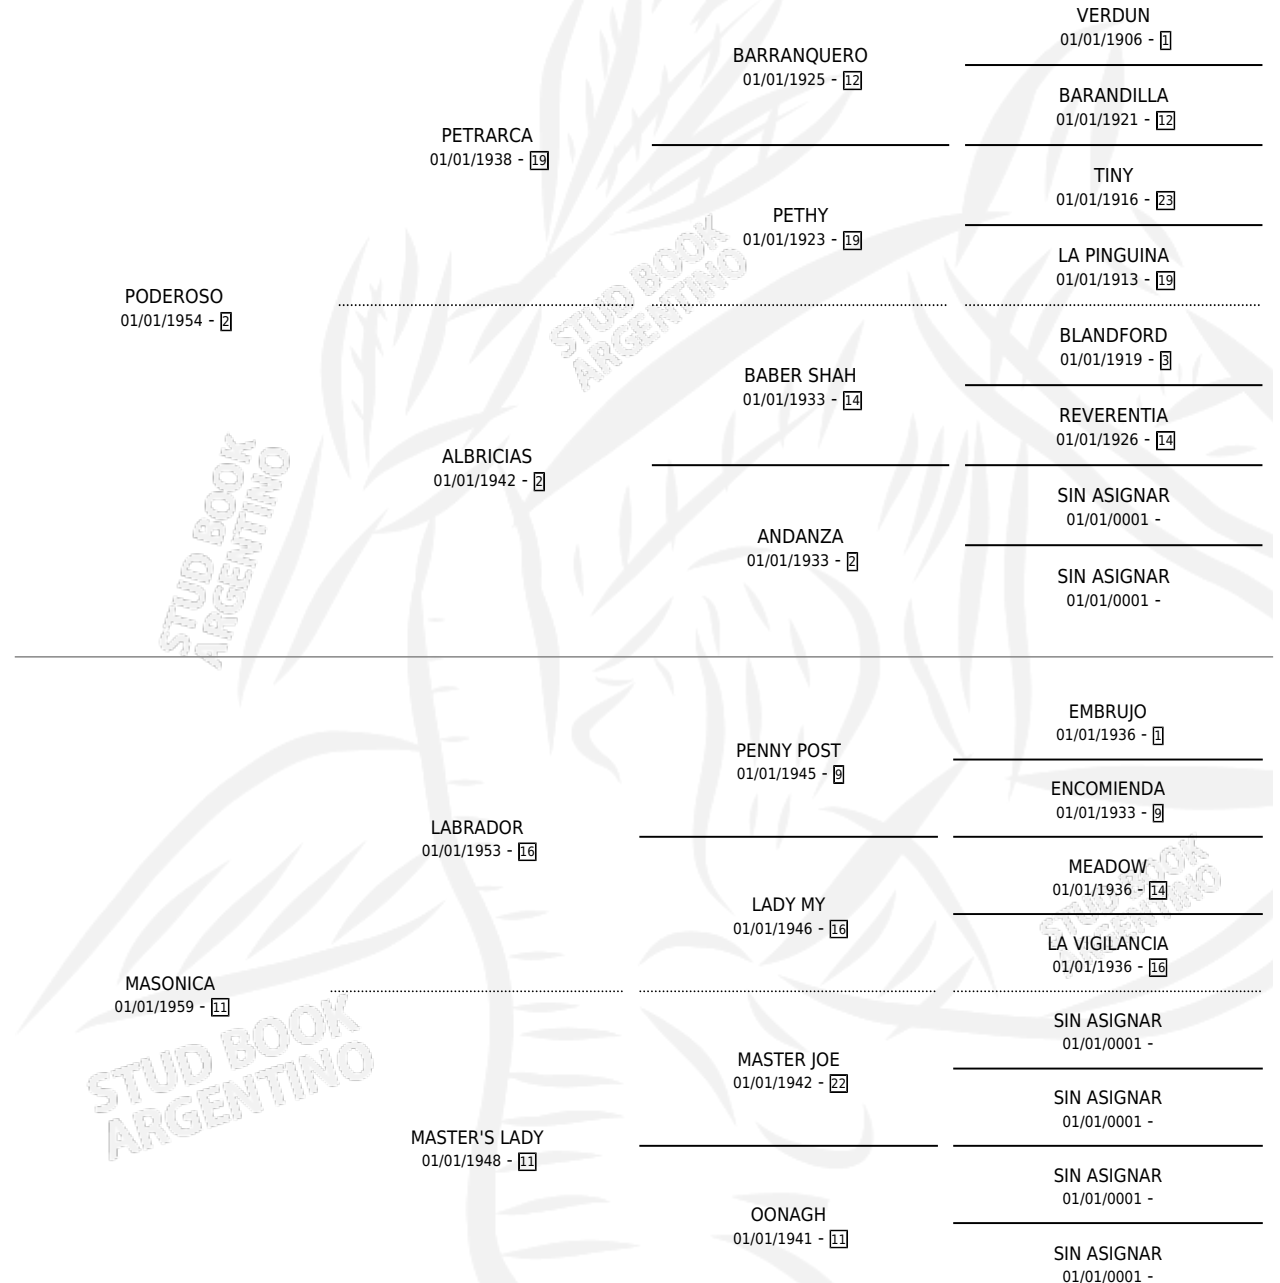 VERDUN
01/01/1906 - 1
BARRANQUERO
01/01/1925 - 12
BARANDILLA
01/01/1921 - 12
PETRARCA
01/01/1938 - 19
TINY
01/01/1916 - 23
PETHY
01/01/1923 - 19
LA PINGUINA
01/01/1913 - 19
PODEROSO
01/01/1954 - 2
STUD BOOK
ARGENTINO
BLANDFORD
01/01/1919 - 3
BABER SHAH
01/01/1933 - 14
REVERENTIA
01/01/1926 - 14
ALBRICIAS
01/01/1942 - 2
SIN ASIGNAR
01/01/0001 -
ANDANZA
01/01/1933 - 2
SIN ASIGNAR
01/01/0001 -
STUD BOOK
ARGENTINO
EMBRUJO
01/01/1936 - 1
PENNY POST
01/01/1945 - 9
ENCOMIENDA
01/01/1933 - 9
LABRADOR
01/01/1953 - 16
MEADOW
01/01/1936 - 14
LADY MY
01/01/1946 - 16
STUD BOOK
ARGENTINO
LA VIGILANCIA
01/01/1936 - 16
MASONICA
01/01/1959 - 11
SIN ASIGNAR
01/01/0001 -
MASTER JOE
01/01/1942 - 22
SIN ASIGNAR
01/01/0001 -
STUD BOOK
ARGENTINO
MASTER'S LADY
01/01/1948 - 11
SIN ASIGNAR
01/01/0001 -
OONAGH
01/01/1941 - 11
SIN ASIGNAR
01/01/0001 -